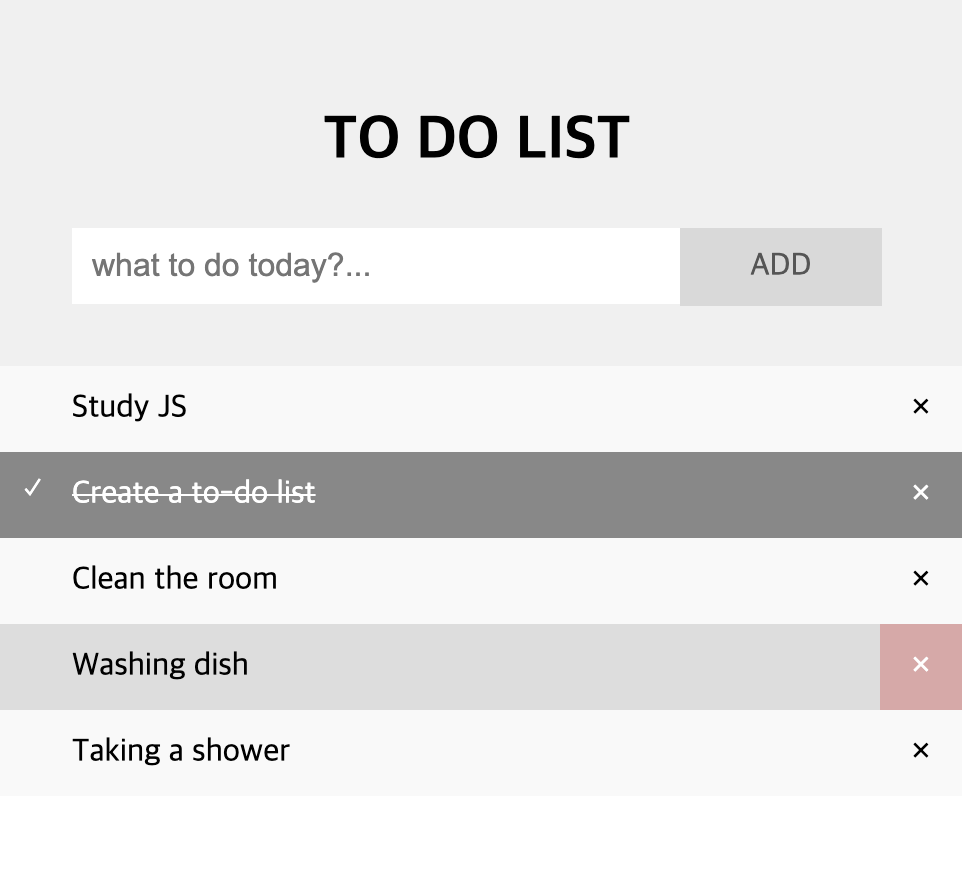 TO DO LIST
what to do today?...
ADD
Study JS
×
✓ Create a to-do list
×
Clean the room
×
Washing dish
×
Taking a shower
×